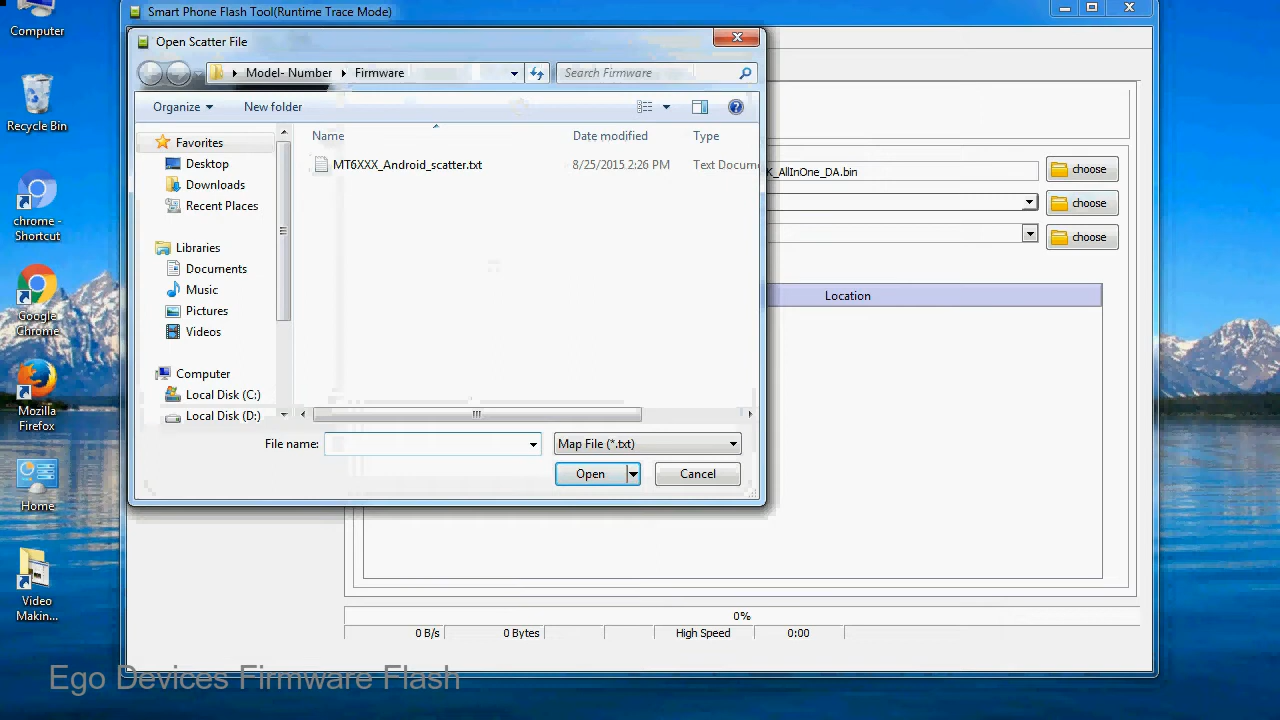 Computer
Recycle Bin
chrome -
Shortcut
Google
Chrome
Mozilla
Firefox
Home
Video
Makin...
Smart Phone Flash Tool(Runtime Trace Mode)
Open Scatter File
Model- Number
Firmware
Search Firmware
Organize
New folder
Name
Date modified
Type
MT6XXX_Android_scatter.txt
8/25/2015 2:26 PM
Text Docum
Favorites
Desktop
Downloads
Recent Places
Libraries
Documents
Music
Pictures
Videos
Computer
Local Disk (C:)
Local Disk (D:)
File name:
Map File (*.txt)
Open
Cancel
K_AllInOne_DA.bin
choose
choose
choose
Location
0%
0 B/s
0 Bytes
High Speed
0:00
Ego Devices Firmware Flash